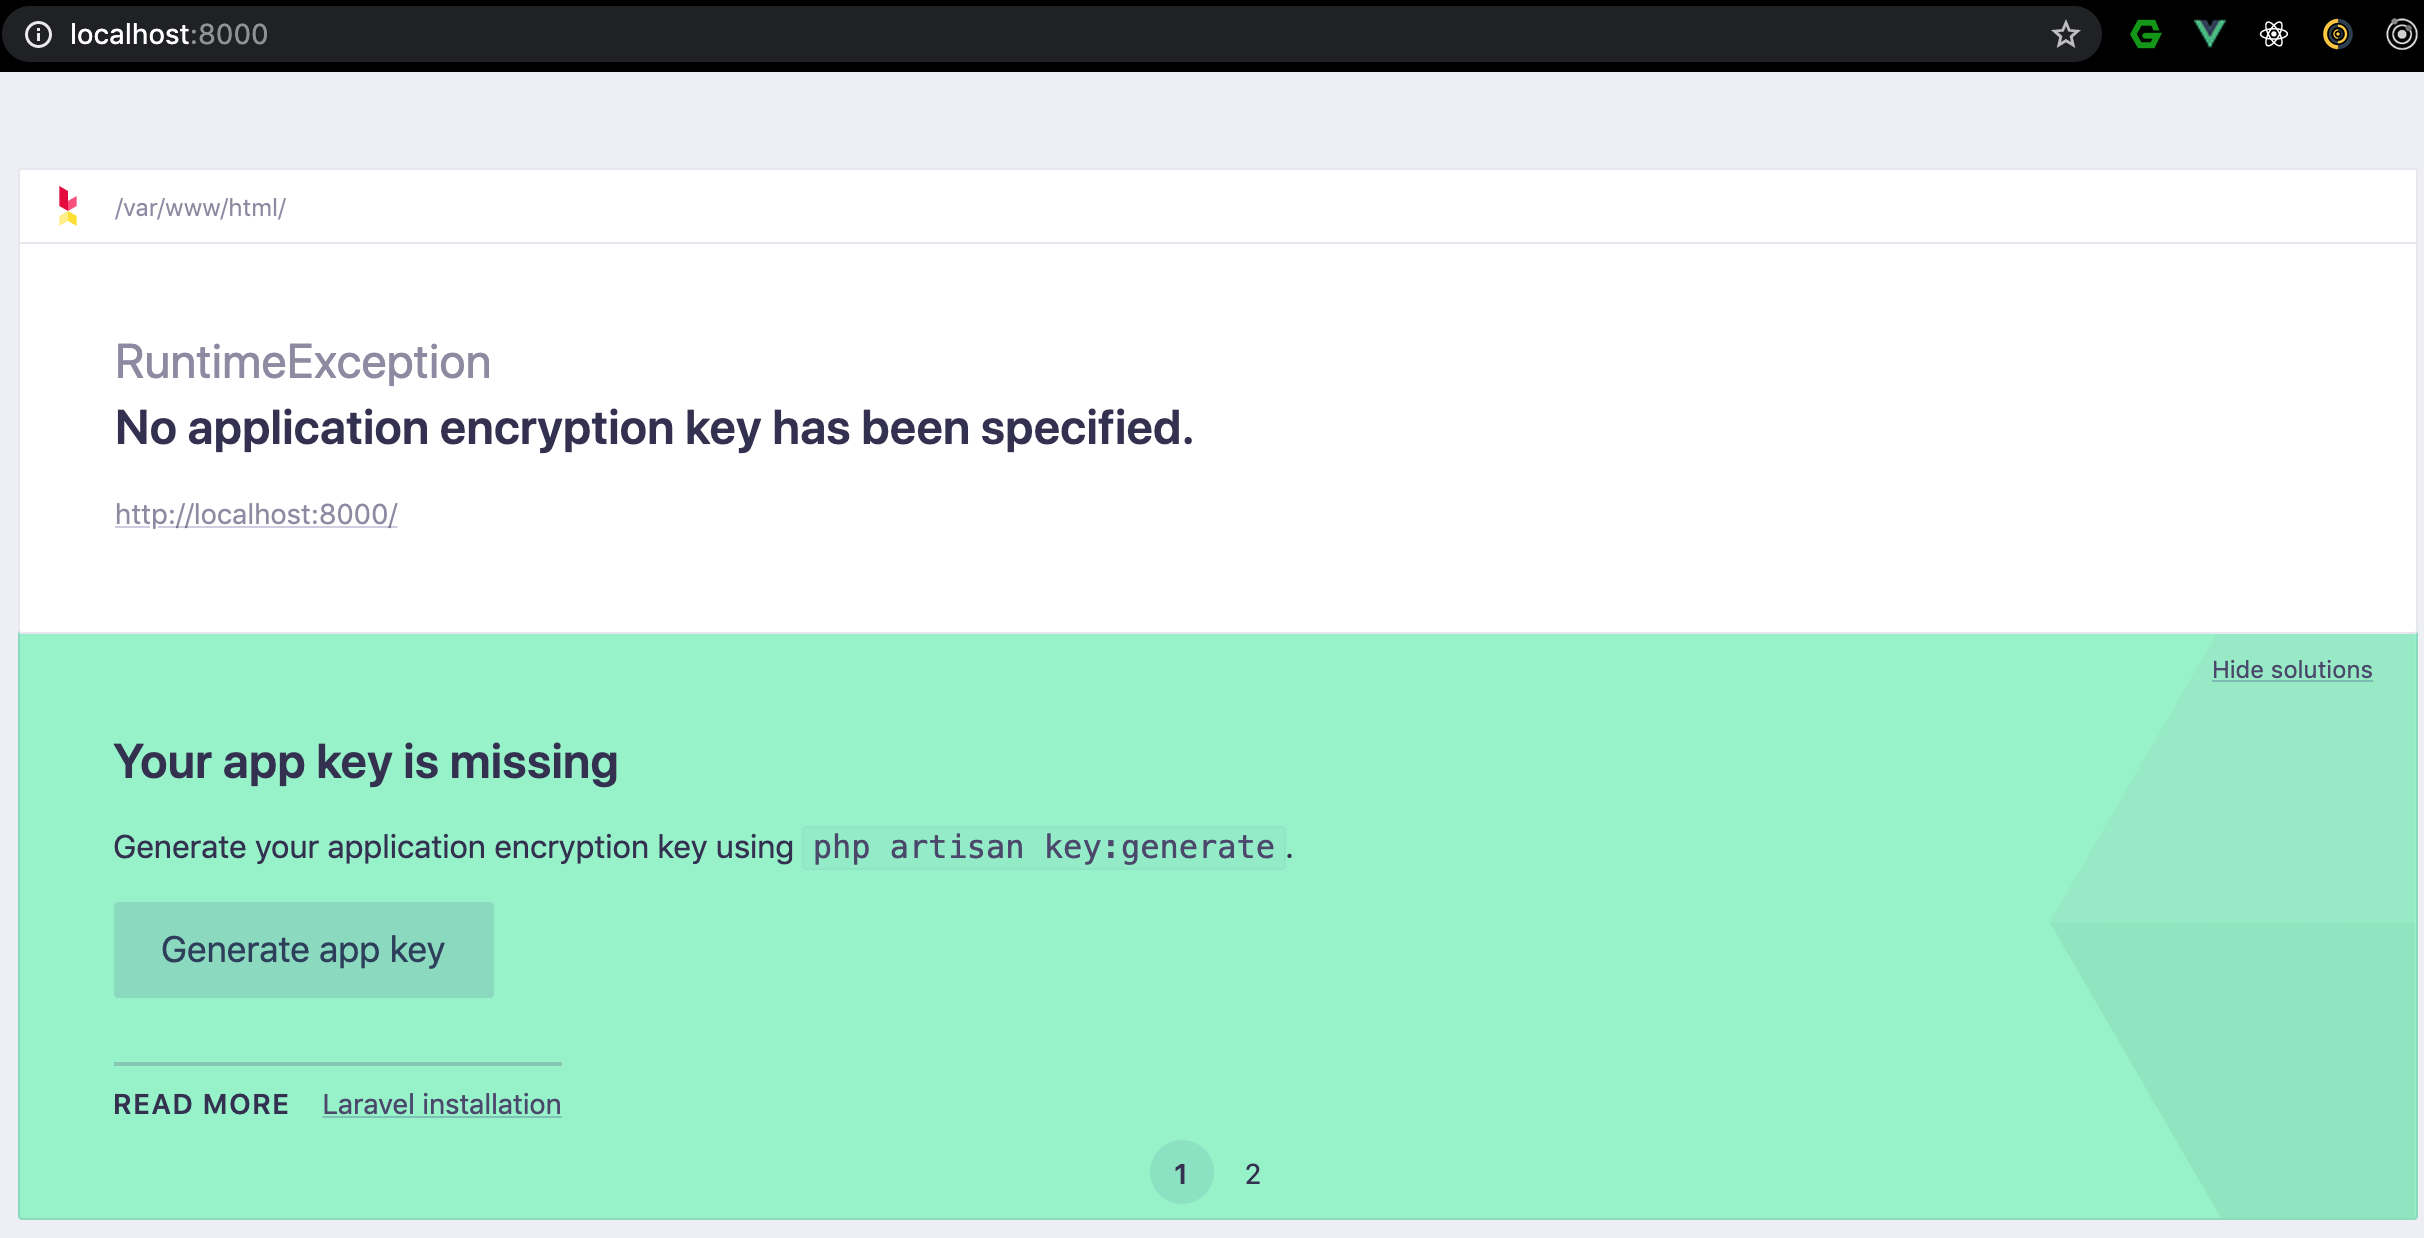 localhost:8000
/var/www/html/
RuntimeException
No application encryption key has been specified.
http://localhost:8000/
Hide solutions
Your app key is missing
Generate your application encryption key using php artisan key:generate.
Generate app key
READ MORE Laravel installation
1 2